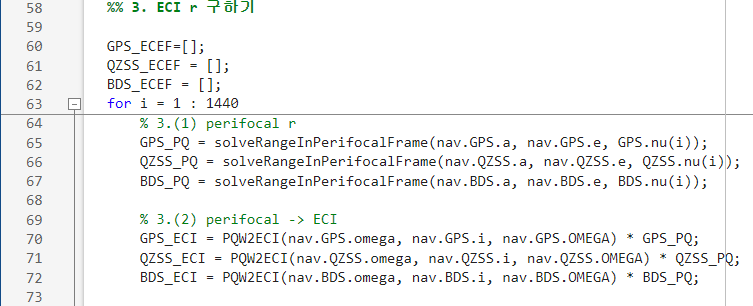 58 %% 3. ECI r 구하기
59
60 GPS_ECEF=[];
61 QZSS_ECEF = [];
62 BDS_ECEF = [];
63 for i = 1 : 1440
64 % 3.(1) perifocal r
65 GPS_PQ = solveRangeInPerifocalFrame(nav.GPS.a, nav.GPS.e, GPS.nu(i));
66 QZSS_PQ = solveRangeInPerifocalFrame(nav.QZSS.a, nav.QZSS.e, QZSS.nu(i));
67 BDS_PQ = solveRangeInPerifocalFrame(nav.BDS.a, nav.BDS.e, BDS.nu(i));
68
69 % 3.(2) perifocal -> ECI
70 GPS_ECI = PQW2ECI(nav.GPS.omega, nav.GPS.i, nav.GPS.OMEGA) * GPS_PQ;
71 QZSS_ECI = PQW2ECI(nav.QZSS.omega, nav.QZSS.i, nav.QZSS.OMEGA) * QZSS_PQ;
72 BDS_ECI = PQW2ECI(nav.BDS.omega, nav.BDS.i, nav.BDS.OMEGA) * BDS_PQ;
73